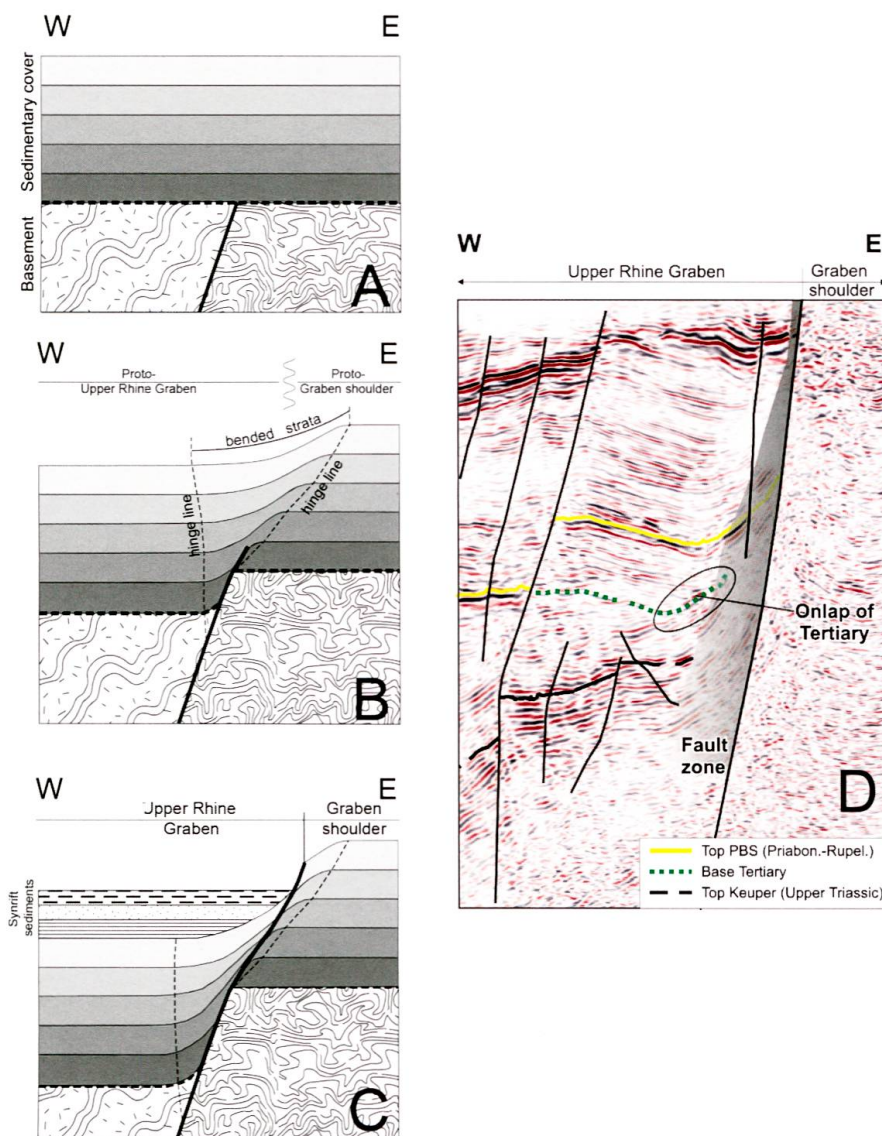 W E
Sedimentary cover
Basement
A
W E
Proto-
Upper Rhine Graben
Proto-
Graben shoulder
bended strata
hinge line
hinge line
B
W E
Upper Rhine
Graben
Graben
shoulder
Synrift
sediments
C
W E
Upper Rhine Graben
Graben
shoulder
Onlap of
Tertiary
Fault
zone
D
Top PBS (Priabon.-Rupel.)
Base Tertiary
Top Keuper (Upper Triassic)